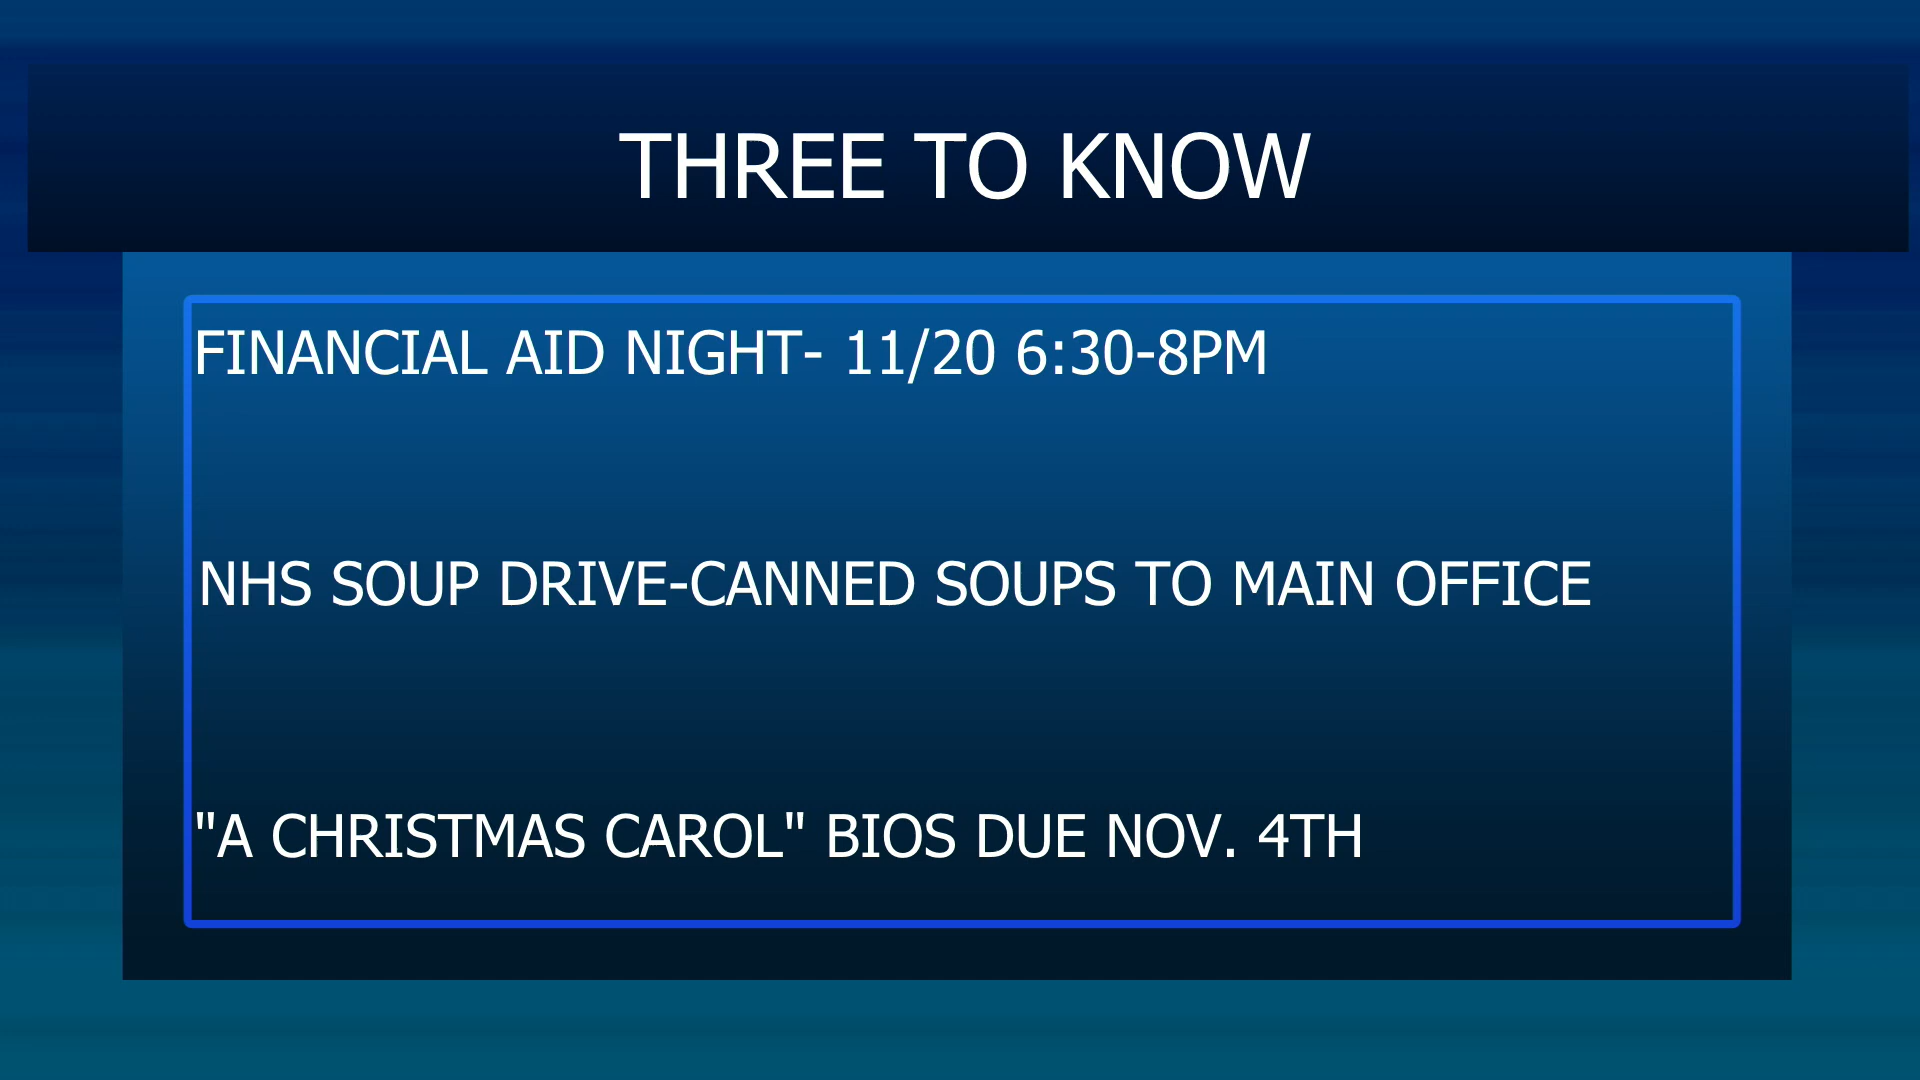 THREE TO KNOW
FINANCIAL AID NIGHT- 11/20 6:30-8PM
NHS SOUP DRIVE-CANNED SOUPS TO MAIN OFFICE
"A CHRISTMAS CAROL" BIOS DUE NOV. 4TH